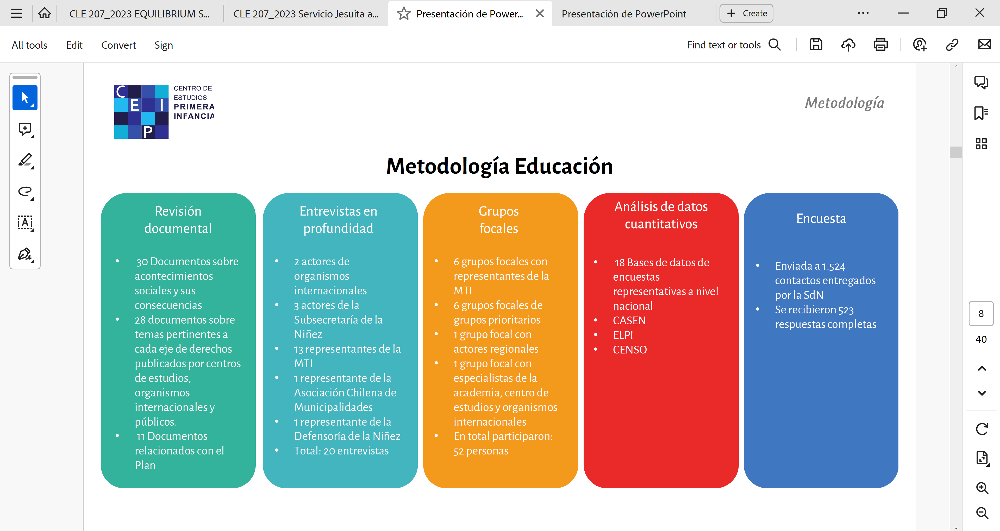 CLE 207_2023 EQUILIBRIUM S...
CLE 207_2023 Servicio Jesuita a...
Presentación de Power...
Presentación de PowerPoint
Create
All tools
Edit
Convert
Sign
Find text or tools
C
E I
P
CENTRO DE
ESTUDIOS
PRIMERA
INFANCIA
Metodología
Metodología Educación
Revisión
documental
• 30 Documentos sobre
acontecimientos
sociales y sus
consecuencias
• 28 documentos sobre
temas pertinentes a
cada eje de derechos
publicados por centros
de estudios,
organismos
internacionales y
públicos.
• 11 Documentos
relacionados con el
Plan
Entrevistas en
profundidad
• 2 actores de
organismos
internacionales
• 3 actores de la
Subsecretaría de la
Niñez
• 13 representantes de la
MTI
• 1 representante de la
Asociación Chilena de
Municipalidades
• 1 representante de la
Defensoría de la Niñez
• Total: 20 entrevistas
Grupos
focales
• 6 grupos focales con
representantes de la
MTI
• 6 grupos focales de
grupos prioritarios
• 1 grupo focal con
actores regionales
• 1 grupo focal con
especialistas de la
academia, centro de
estudios y organismos
internacionales
• En total participaron:
52 personas
Análisis de datos
cuantitativos
• 18 Bases de datos de
encuestas
representativas a nivel
nacional
• CASEN
• ELPI
• CENSO
Encuesta
• Enviada a 1.524
contactos entregados
por la SdN
• Se recibieron 523
respuestas completas
8
40